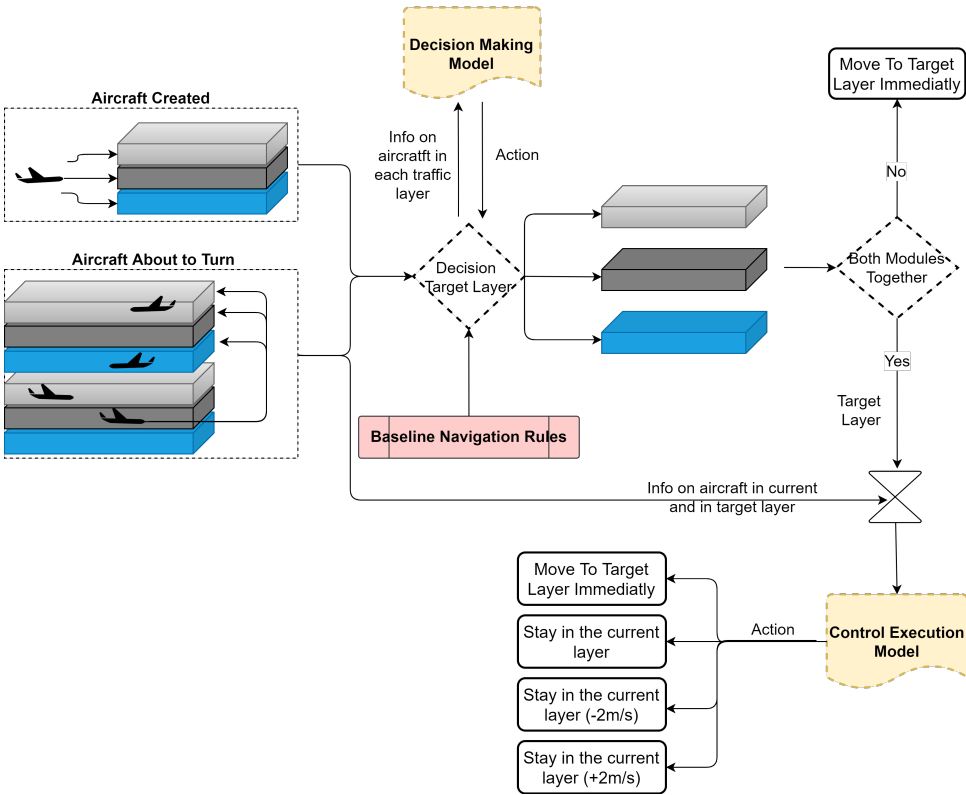 Decision Making
Model
Move To Target
Layer Immediatly
Aircraft Created
Info on
aircratft in
each traffic
layer
Action
No
Decision
Target Layer
Both Modules
Together
Aircraft About to Turn
Yes
Target
Layer
Baseline Navigation Rules
Info on aircraft in current
and in target layer
Move To Target
Layer Immediatly
Stay in the current
layer
Action
Control Execution
Model
Stay in the current
layer (-2m/s)
Stay in the current
layer (+2m/s)